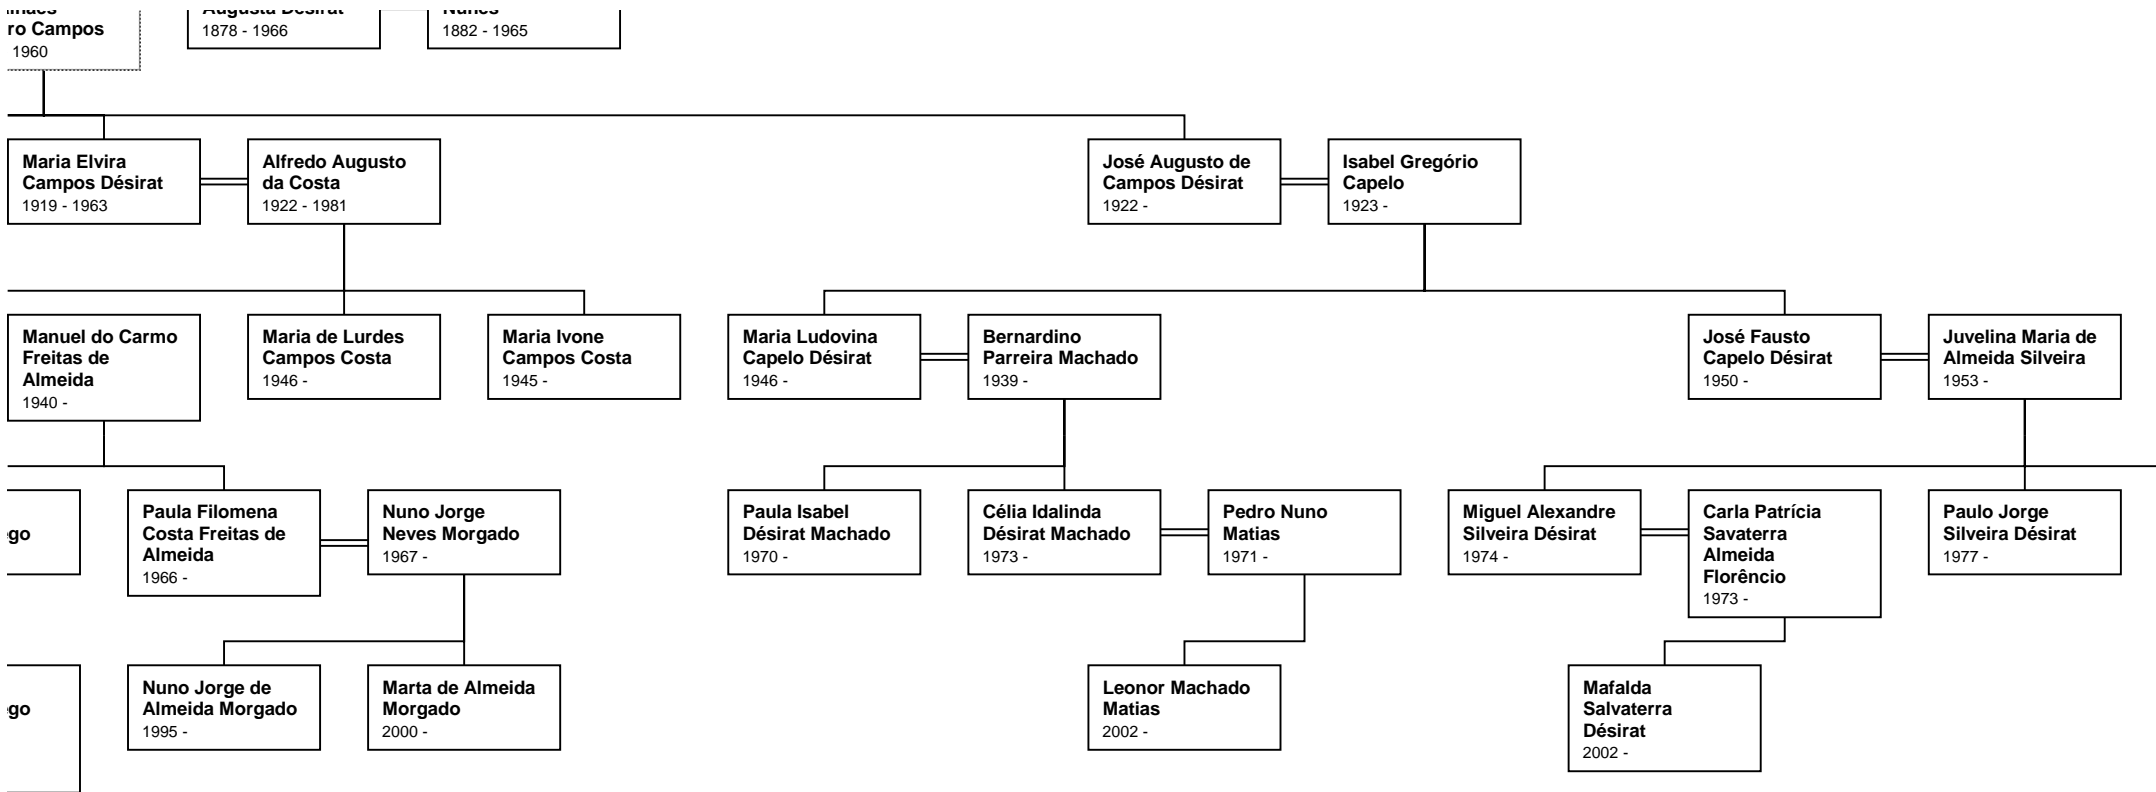 ro Campos
1960
Augusta Désirat
1878 - 1966
Nunes
1882 - 1965
Maria Elvira
Campos Désirat
1919 - 1963
Alfredo Augusto
da Costa
1922 - 1981
José Augusto de
Campos Désirat
1922 -
Isabel Gregório
Capelo
1923 -
Manuel do Carmo
Freitas de
Almeida
1940 -
Maria de Lurdes
Campos Costa
1946 -
Maria Ivone
Campos Costa
1945 -
Maria Ludovina
Capelo Désirat
1946 -
Bernardino
Parreira Machado
1939 -
José Fausto
Capelo Désirat
1950 -
Juvelina Maria de
Almeida Silveira
1953 -
ego
Paula Filomena
Costa Freitas de
Almeida
1966 -
Nuno Jorge
Neves Morgado
1967 -
Paula Isabel
Désirat Machado
1970 -
Célia Idalinda
Désirat Machado
1973 -
Pedro Nuno
Matias
1971 -
Miguel Alexandre
Silveira Désirat
1974 -
Carla Patrícia
Savaterra
Almeida
Florêncio
1973 -
Paulo Jorge
Silveira Désirat
1977 -
ego
Nuno Jorge de
Almeida Morgado
1995 -
Marta de Almeida
Morgado
2000 -
Leonor Machado
Matias
2002 -
Mafalda
Salvaterra
Désirat
2002 -